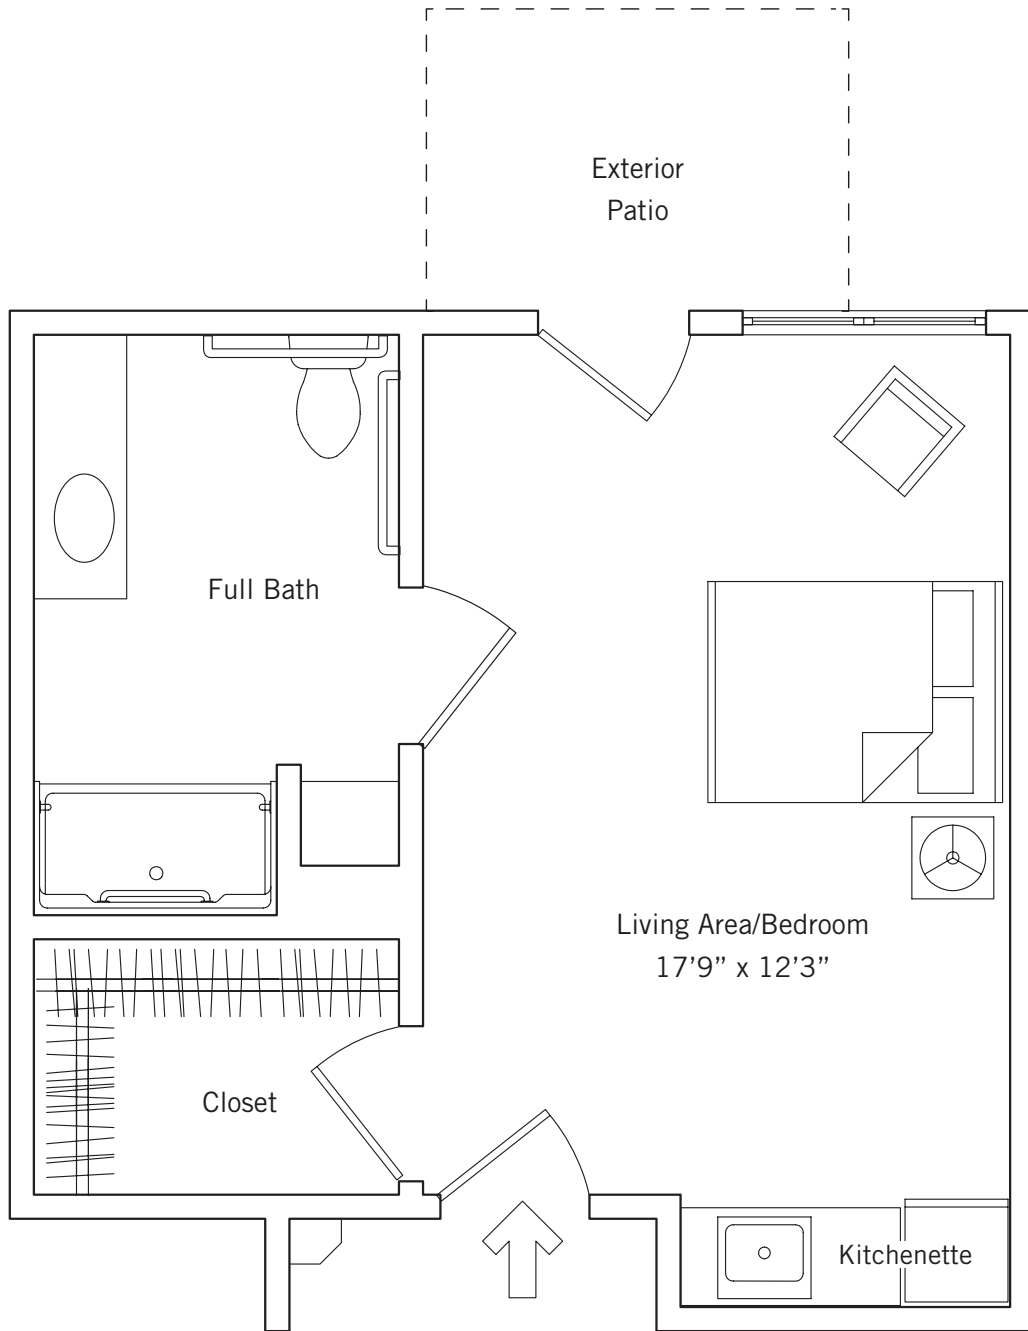 Exterior
Patio
Full Bath
Living Area/Bedroom
17’9” x 12’3”
Closet
Kitchenette